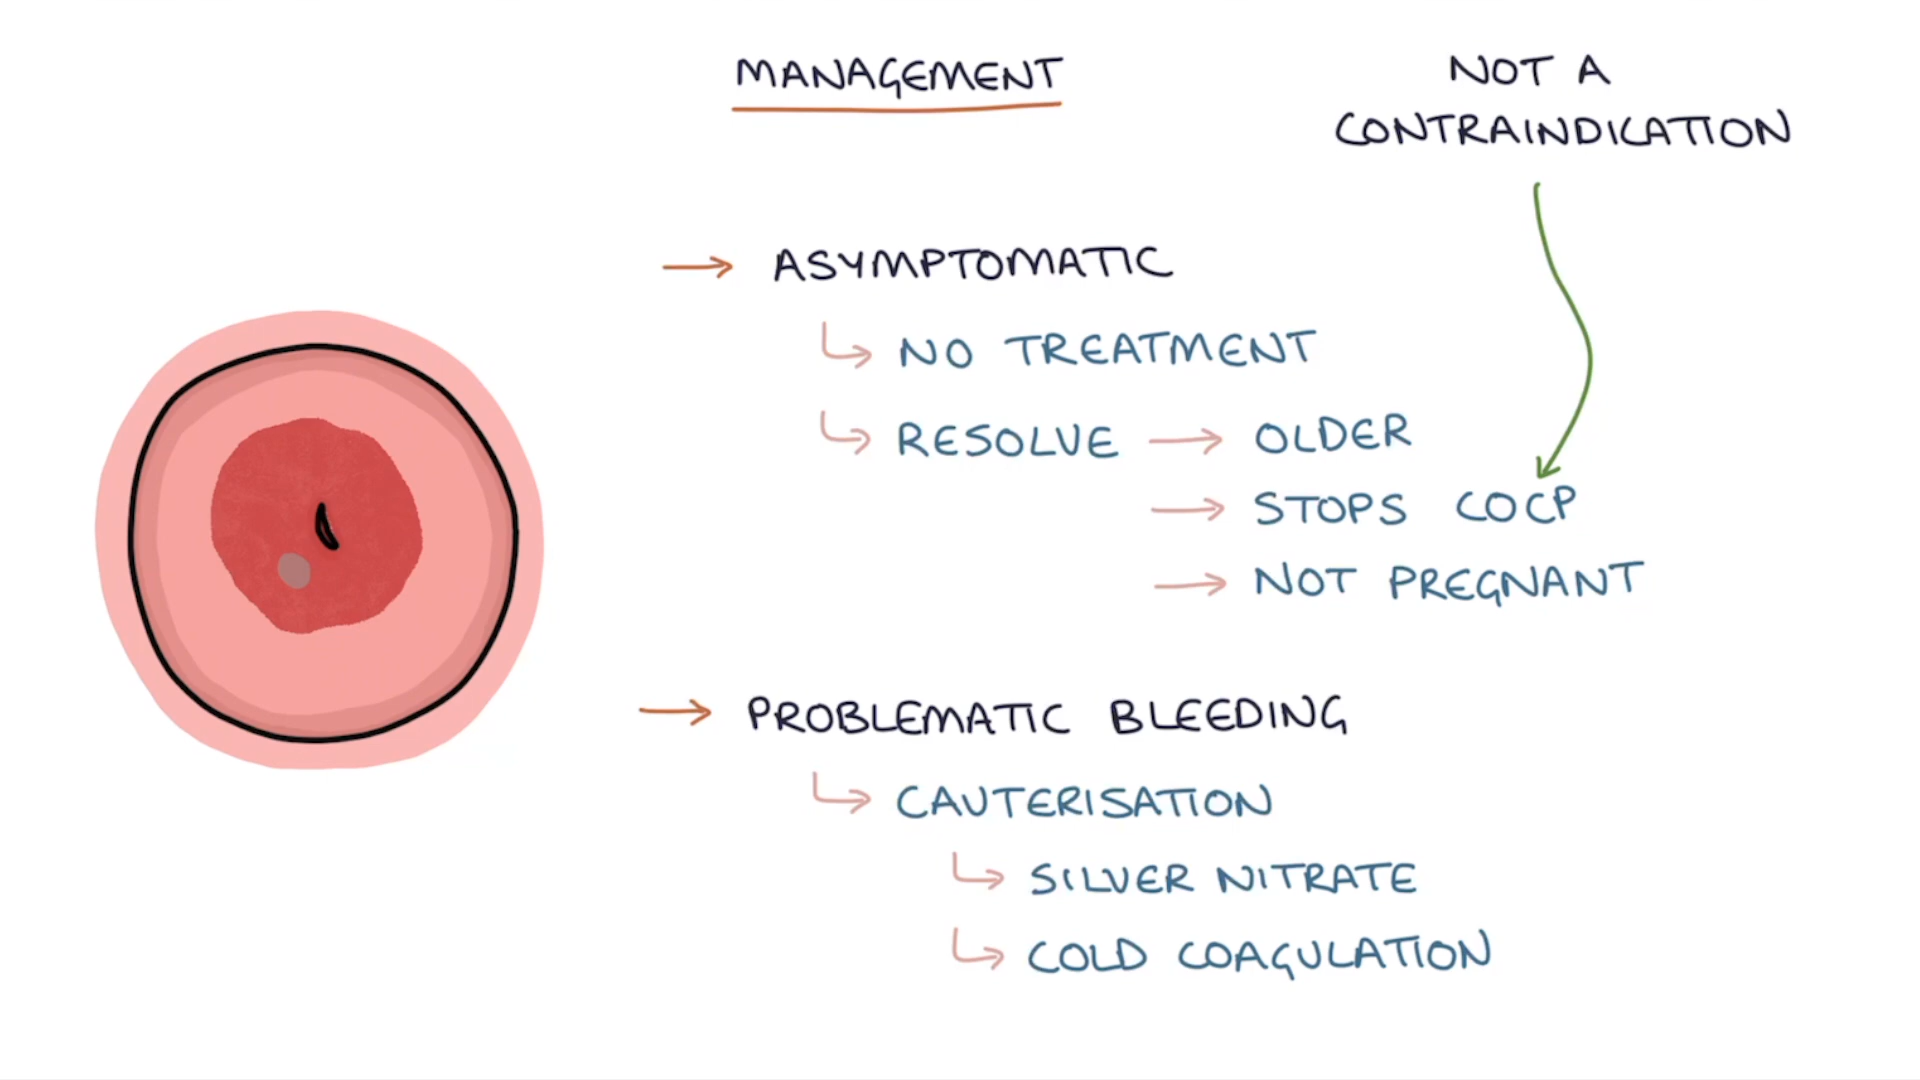 MANAGEMENT
NOT A
CONTRAINDICATION
ASYMPTOMATIC
NO TREATMENT
RESOLVE → OLDER
→ STOPS COCP
→ NOT PREGNANT
PROBLEMATIC BLEEDING
CAUTERISATION
SILVER NITRATE
COLD COAGULATION